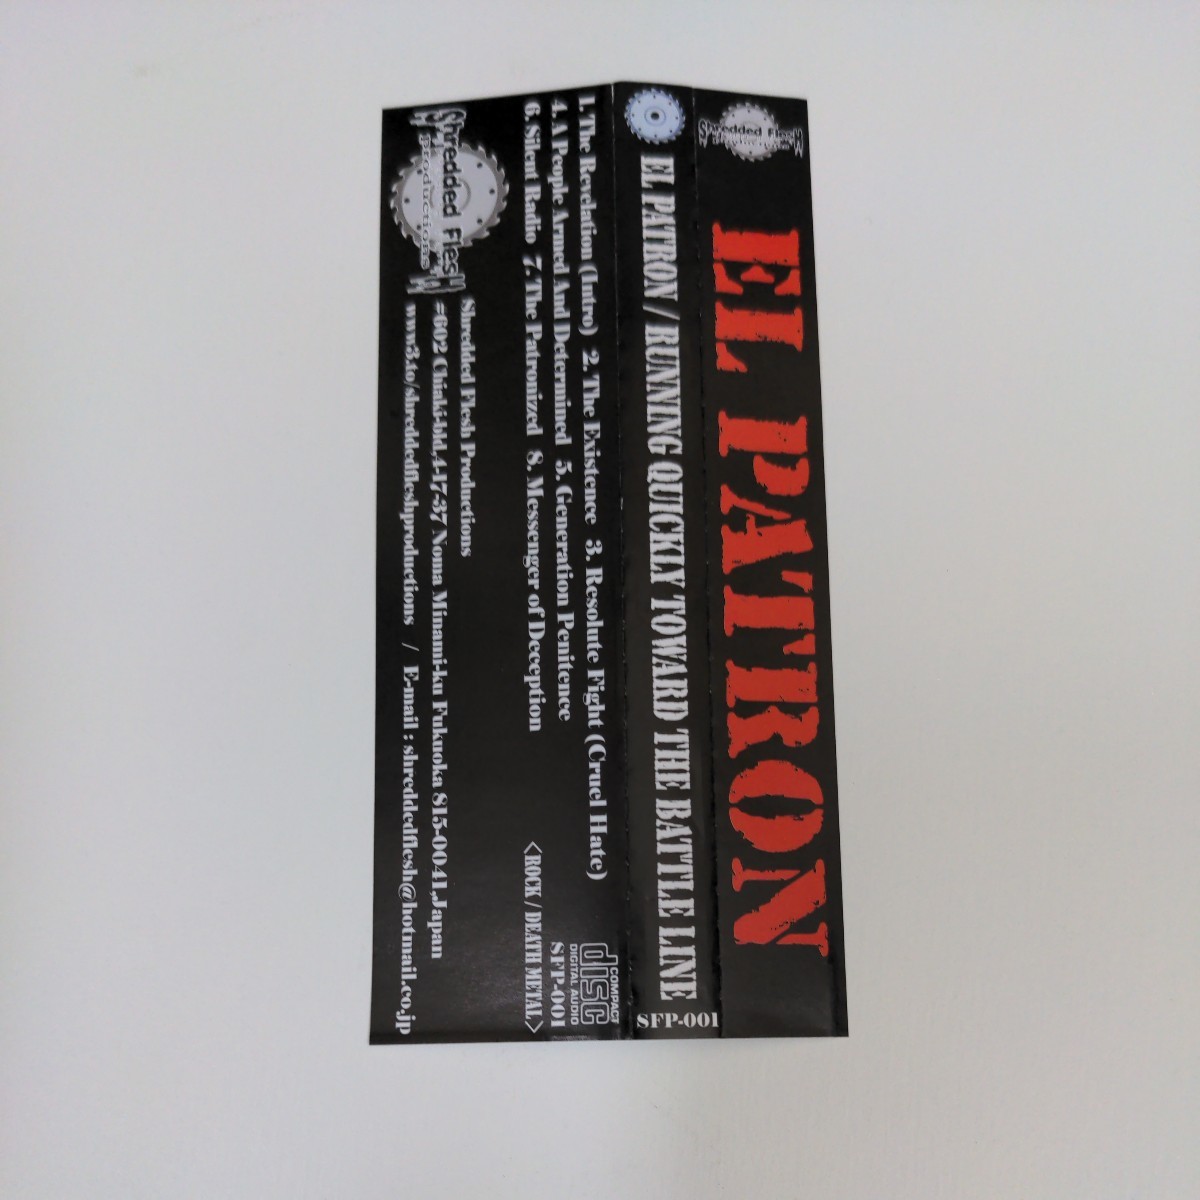 Shredded Flesh
productions
EL PATRON
EL PATRON / RUNNING QUICKLY TOWARD THE BATTLE LINE
SFP-001
1. The Revelation (Intro) 2. The Existence 3. Resolute Fight (Cruel Hate)
4. A People Armed And Determined 5. Generation Penitence
6. Silent Radio 7. The Patronized 8. Messenger of Deception
COMPACT
disc
DIGITAL AUDIO
SFP-001
〈ROCK / DEATH METAL〉
Shredded Flesh
productions
Shredded Flesh Productions
#602 Chiaki-bld,4-17-37 Noma Minami-ku Fukuoka 815-0041,Japan
www3.to/shreddedfleshproductions / E-mail : shreddedflesh@hotmail.co.jp